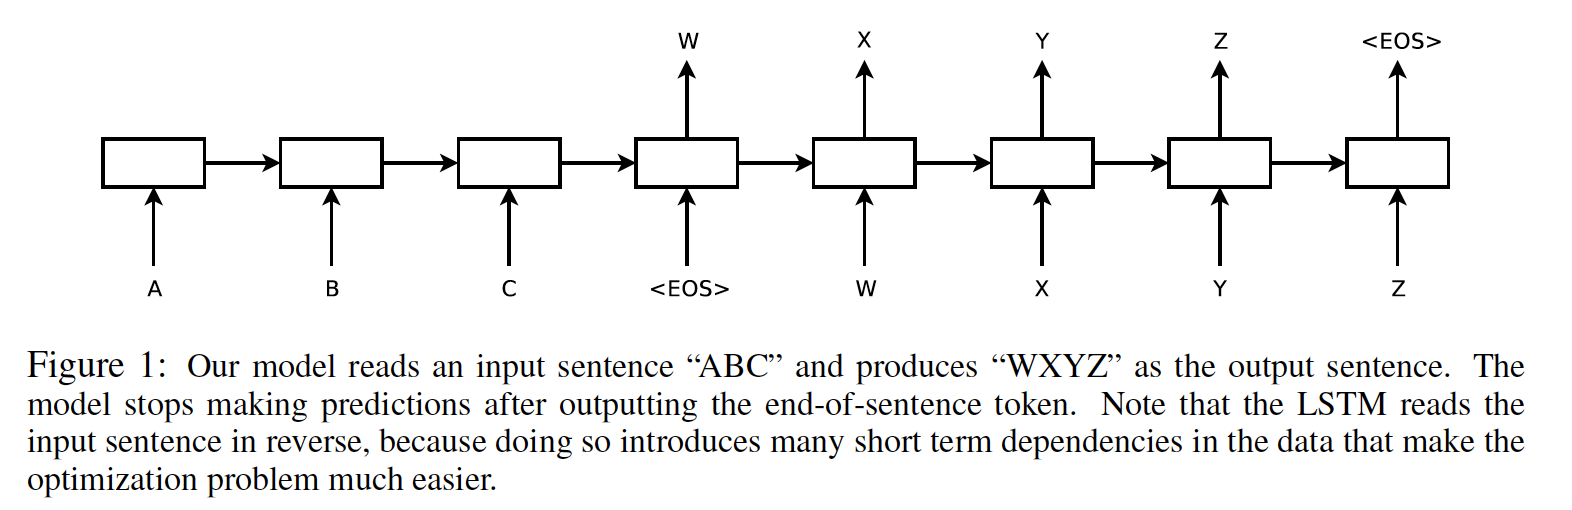 W X Y Z <EOS>
A B C <EOS> W X Y Z
Figure 1: Our model reads an input sentence “ABC” and produces “WXYZ” as the output sentence. The
model stops making predictions after outputting the end-of-sentence token. Note that the LSTM reads the
input sentence in reverse, because doing so introduces many short term dependencies in the data that make the
optimization problem much easier.